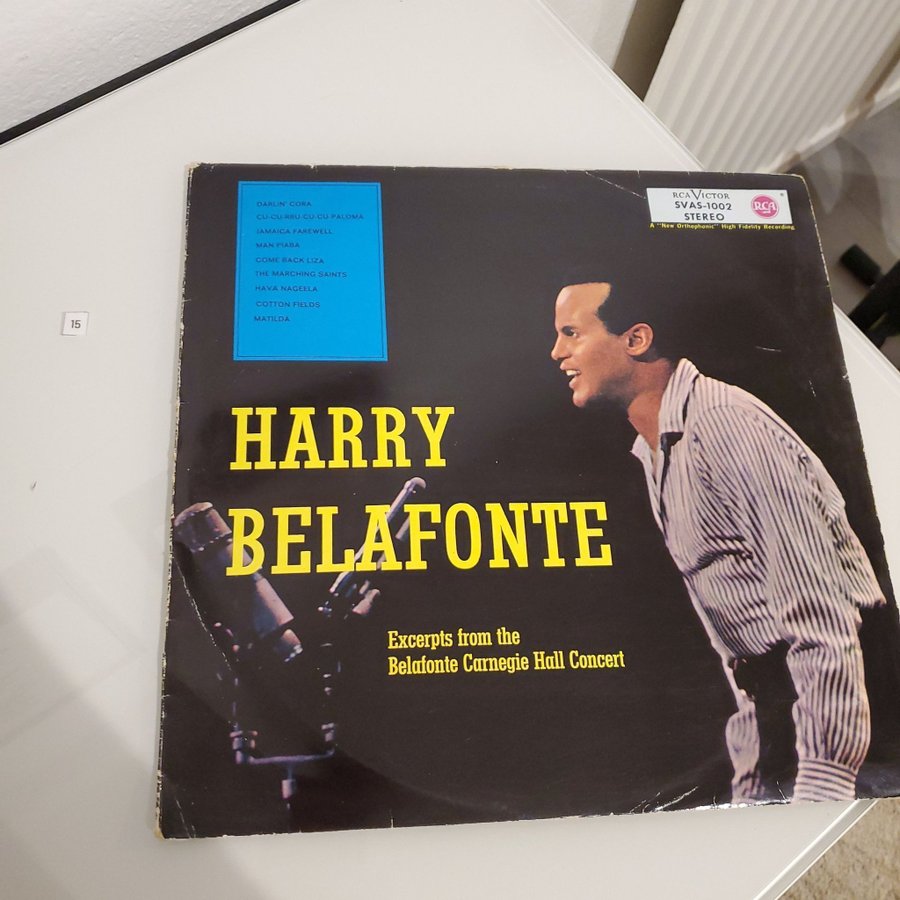 DARLIN' CORA
CU-CU-RRU-CU-CU PALOMA
JAMAICA FAREWELL
MAN PIABA
COME BACK LIZA
THE MARCHING SAINTS
HAVA NAGEELA
COTTON FIELDS
MATILDA
RCA VICTOR
SVAS-1002
STEREO
RCA
A "New Orthophonic" High Fidelity Recording
15
HARRY
BELAFONTE
Excerpts from the
Belafonte Carnegie Hall Concert